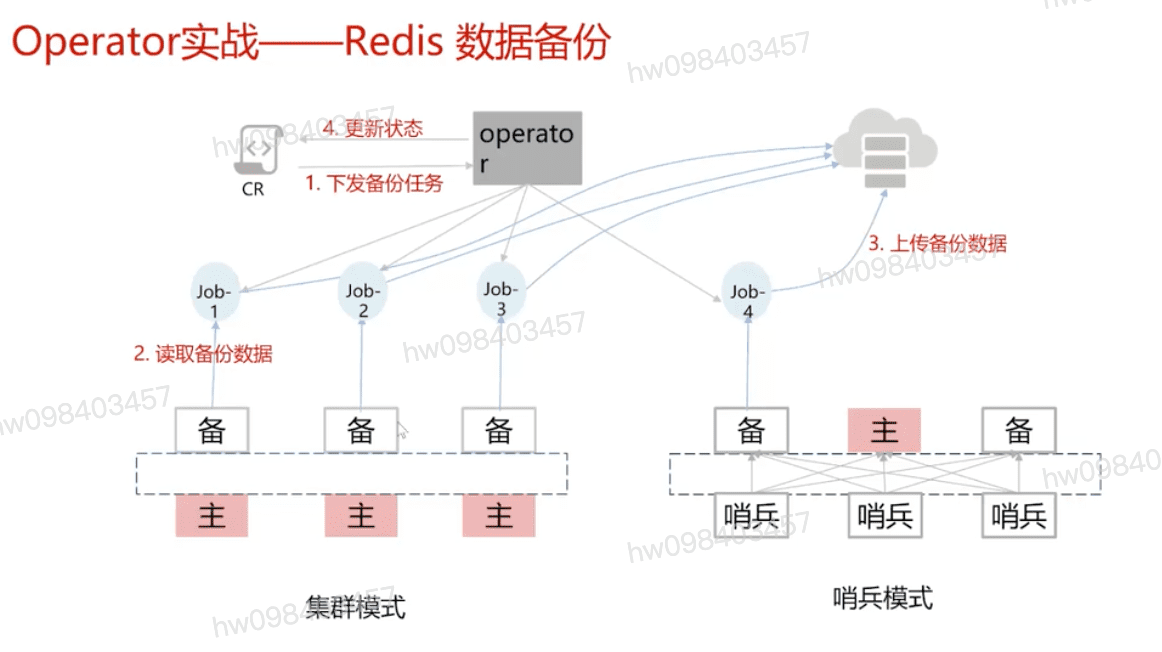 Operator实战——Redis 数据备份
hw098403457
4. 更新状态
operato
r
hw098403457
CR
1. 下发备份任务
3. 上传备份数据
hw098403457
Job-
1
Job-
2
Job-
3
Job-
4
2. 读取备份数据
hw098403457
hw098403457
备
备
备
备
主
备
hw09840
主
主
主
哨兵
哨兵
哨兵
hw098403457
集群模式
哨兵模式
hw098403457